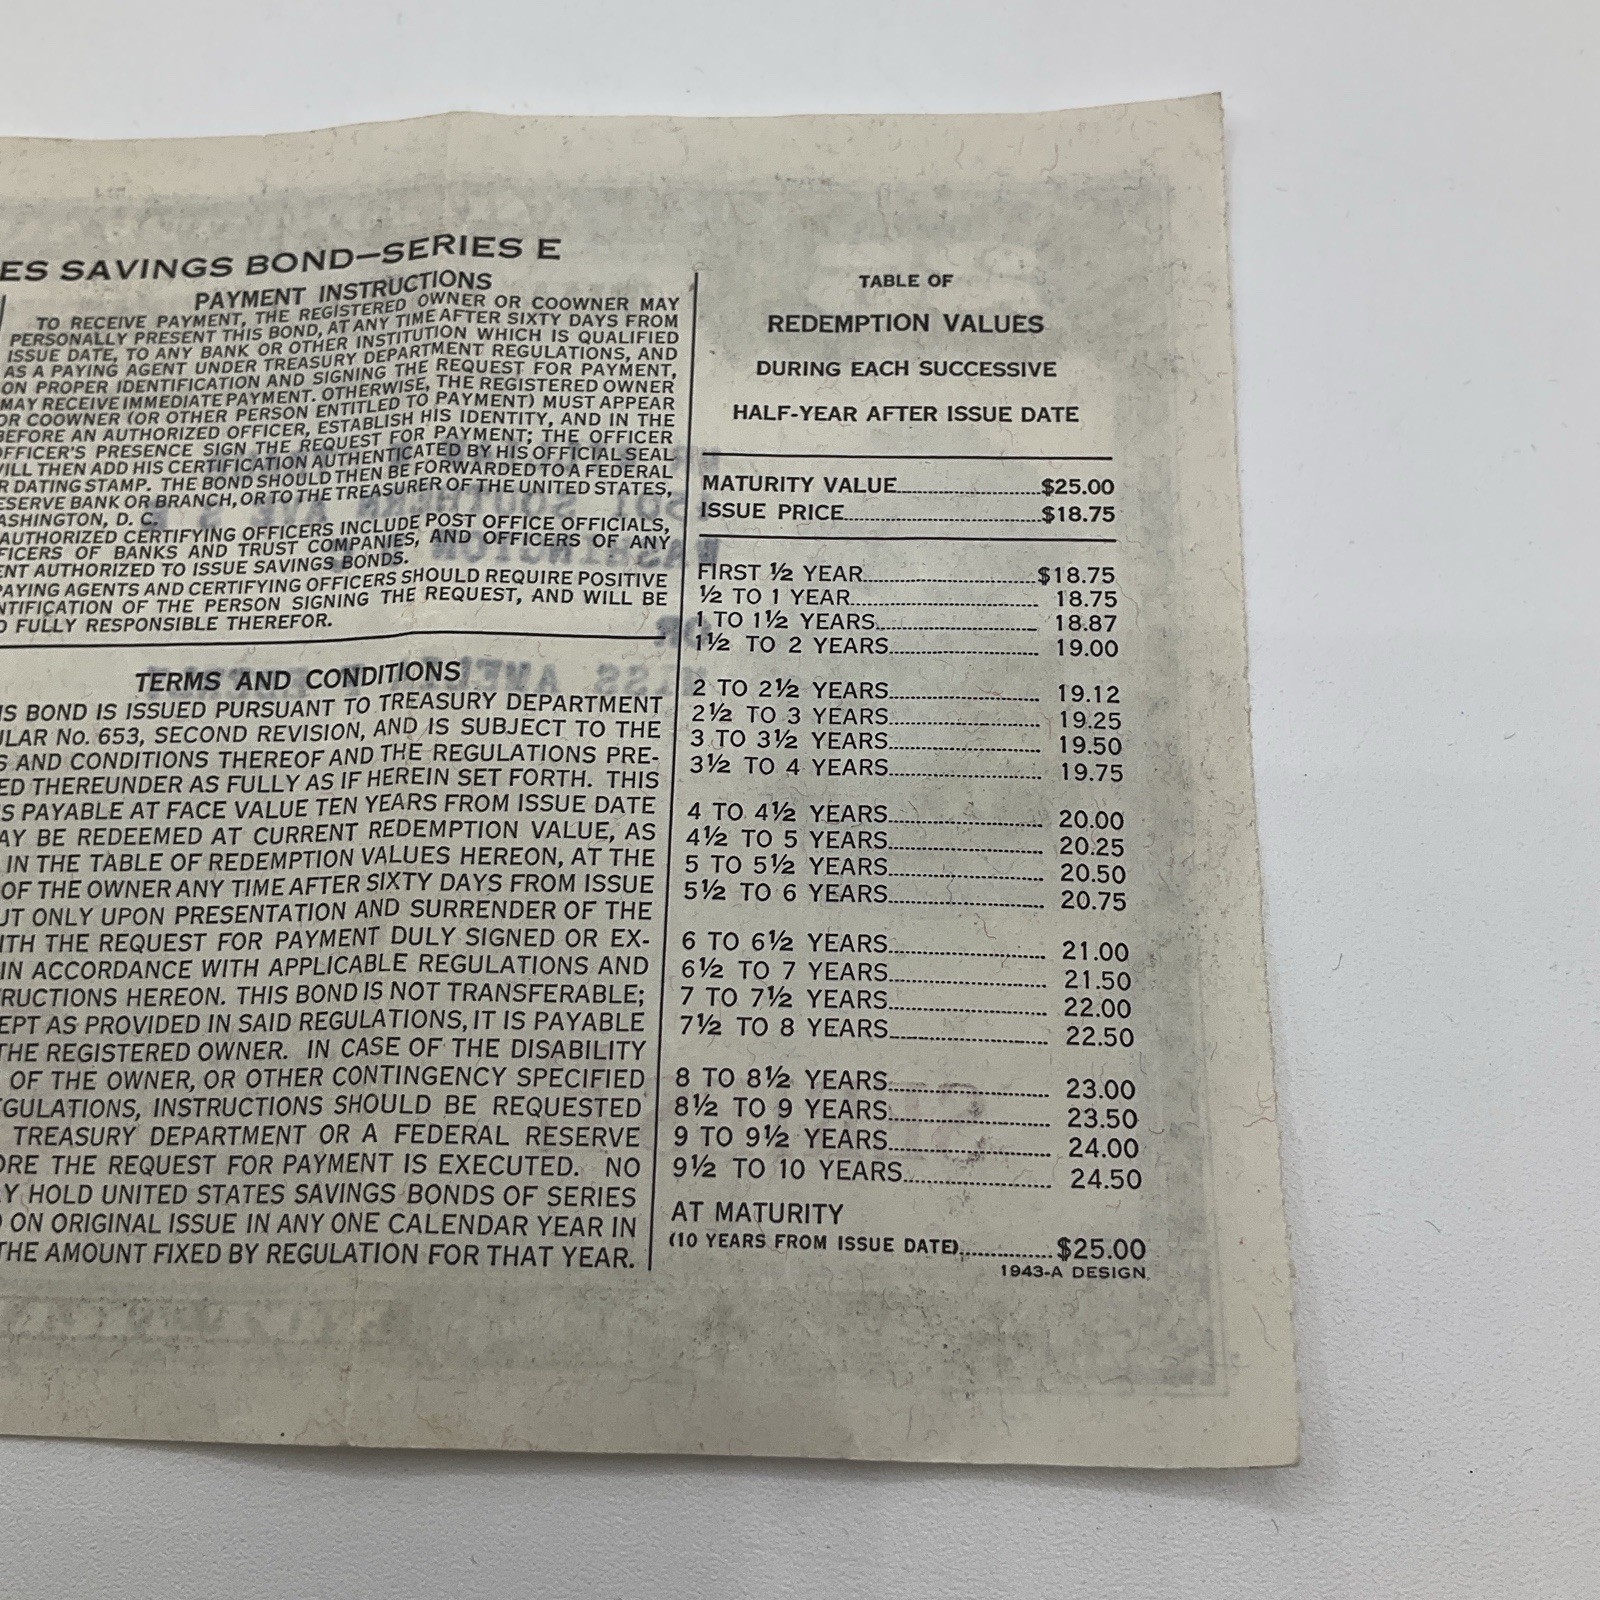 ES SAVINGS BOND—SERIES E
PAYMENT INSTRUCTIONS
TO RECEIVE PAYMENT, THE REGISTERED OWNER OR COOWNER MAY
PERSONALLY PRESENT THIS BOND, AT ANY TIME AFTER SIXTY DAYS FROM
ISSUE DATE, TO ANY BANK OR OTHER INSTITUTION WHICH IS QUALIFIED
AS A PAYING AGENT UNDER TREASURY DEPARTMENT REGULATIONS, AND
ON PROPER IDENTIFICATION AND SIGNING THE REQUEST FOR PAYMENT,
MAY RECEIVE IMMEDIATE PAYMENT. OTHERWISE, THE REGISTERED OWNER
OR COOWNER (OR OTHER PERSON ENTITLED TO PAYMENT) MUST APPEAR
BEFORE AN AUTHORIZED OFFICER, ESTABLISH HIS IDENTITY, AND IN THE
OFFICER'S PRESENCE SIGN THE REQUEST FOR PAYMENT; THE OFFICER
WILL THEN ADD HIS CERTIFICATION AUTHENTICATED BY HIS OFFICIAL SEAL
R DATING STAMP. THE BOND SHOULD THEN BE FORWARDED TO A FEDERAL
ESERVE BANK OR BRANCH, OR TO THE TREASURER OF THE UNITED STATES,
ASHINGTON, D. C.
AUTHORIZED CERTIFYING OFFICERS INCLUDE POST OFFICE OFFICIALS,
FICERS OF BANKS AND TRUST COMPANIES, AND OFFICERS OF ANY
ENT AUTHORIZED TO ISSUE SAVINGS BONDS.
PAYING AGENTS AND CERTIFYING OFFICERS SHOULD REQUIRE POSITIVE
NTIFICATION OF THE PERSON SIGNING THE REQUEST, AND WILL BE
D FULLY RESPONSIBLE THEREFOR.
TERMS AND CONDITIONS
IS BOND IS ISSUED PURSUANT TO TREASURY DEPARTMENT
ULAR No. 653, SECOND REVISION, AND IS SUBJECT TO THE
S AND CONDITIONS THEREOF AND THE REGULATIONS PRE-
ED THEREUNDER AS FULLY AS IF HEREIN SET FORTH. THIS
S PAYABLE AT FACE VALUE TEN YEARS FROM ISSUE DATE
AY BE REDEEMED AT CURRENT REDEMPTION VALUE, AS
IN THE TABLE OF REDEMPTION VALUES HEREON, AT THE
OF THE OWNER ANY TIME AFTER SIXTY DAYS FROM ISSUE
UT ONLY UPON PRESENTATION AND SURRENDER OF THE
ITH THE REQUEST FOR PAYMENT DULY SIGNED OR EX-
IN ACCORDANCE WITH APPLICABLE REGULATIONS AND
RUCTIONS HEREON. THIS BOND IS NOT TRANSFERABLE;
EPT AS PROVIDED IN SAID REGULATIONS, IT IS PAYABLE
THE REGISTERED OWNER. IN CASE OF THE DISABILITY
OF THE OWNER, OR OTHER CONTINGENCY SPECIFIED
EGULATIONS, INSTRUCTIONS SHOULD BE REQUESTED
TREASURY DEPARTMENT OR A FEDERAL RESERVE
ORE THE REQUEST FOR PAYMENT IS EXECUTED. NO
Y HOLD UNITED STATES SAVINGS BONDS OF SERIES
D ON ORIGINAL ISSUE IN ANY ONE CALENDAR YEAR IN
THE AMOUNT FIXED BY REGULATION FOR THAT YEAR.
TABLE OF
REDEMPTION VALUES
DURING EACH SUCCESSIVE
HALF-YEAR AFTER ISSUE DATE
MATURITY VALUE $25.00
ISSUE PRICE $18.75
FIRST ½ YEAR $18.75
½ TO 1 YEAR 18.75
1 TO 1½ YEARS 18.87
1½ TO 2 YEARS 19.00
2 TO 2½ YEARS 19.12
2½ TO 3 YEARS 19.25
3 TO 3½ YEARS 19.50
3½ TO 4 YEARS 19.75
4 TO 4½ YEARS 20.00
4½ TO 5 YEARS 20.25
5 TO 5½ YEARS 20.50
5½ TO 6 YEARS 20.75
6 TO 6½ YEARS 21.00
6½ TO 7 YEARS 21.50
7 TO 7½ YEARS 22.00
7½ TO 8 YEARS 22.50
8 TO 8½ YEARS 23.00
8½ TO 9 YEARS 23.50
9 TO 9½ YEARS 24.00
9½ TO 10 YEARS 24.50
AT MATURITY
(10 YEARS FROM ISSUE DATE) $25.00
1943-A DESIGN